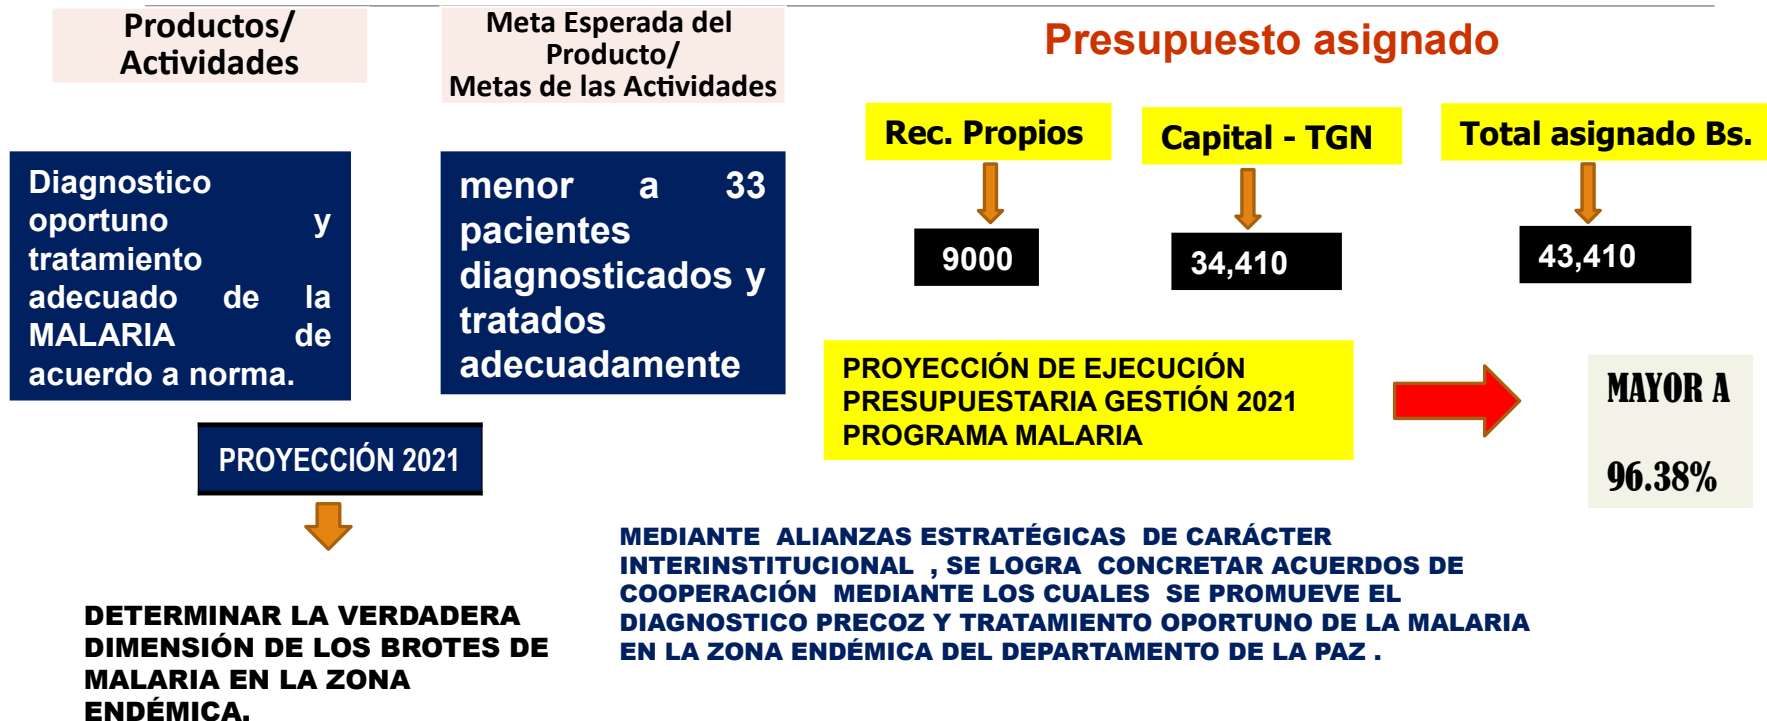 Productos/
Actividades
Meta Esperada del
Producto/
Metas de las Actividades
Presupuesto asignado
Rec. Propios
Capital - TGN
Total asignado Bs.
Diagnostico
oportuno y
tratamiento
adecuado de la
MALARIA de
acuerdo a norma.
menor a 33
pacientes
diagnosticados y
tratados
adecuadamente
9000
34,410
43,410
PROYECCIÓN DE EJECUCIÓN
PRESUPUESTARIA GESTIÓN 2021
PROGRAMA MALARIA
MAYOR A
96.38%
PROYECCIÓN 2021
DETERMINAR LA VERDADERA
DIMENSIÓN DE LOS BROTES DE
MALARIA EN LA ZONA
ENDÉMICA.
MEDIANTE ALIANZAS ESTRATÉGICAS DE CARÁCTER
INTERINSTITUCIONAL , SE LOGRA CONCRETAR ACUERDOS DE
COOPERACIÓN MEDIANTE LOS CUALES SE PROMUEVE EL
DIAGNOSTICO PRECOZ Y TRATAMIENTO OPORTUNO DE LA MALARIA
EN LA ZONA ENDÉMICA DEL DEPARTAMENTO DE LA PAZ .